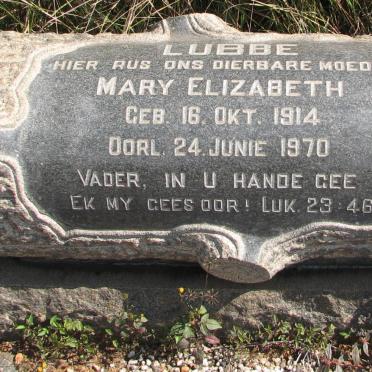 LUBBE
HIER RUS ONS DIERBARE MOED
MARY ELIZABETH
GEB. 16. OKT. 1914
OORL. 24. JUNIE 1970
VADER, IN U HANDE GEE
EK MY GEES OOR! LUK. 23:46